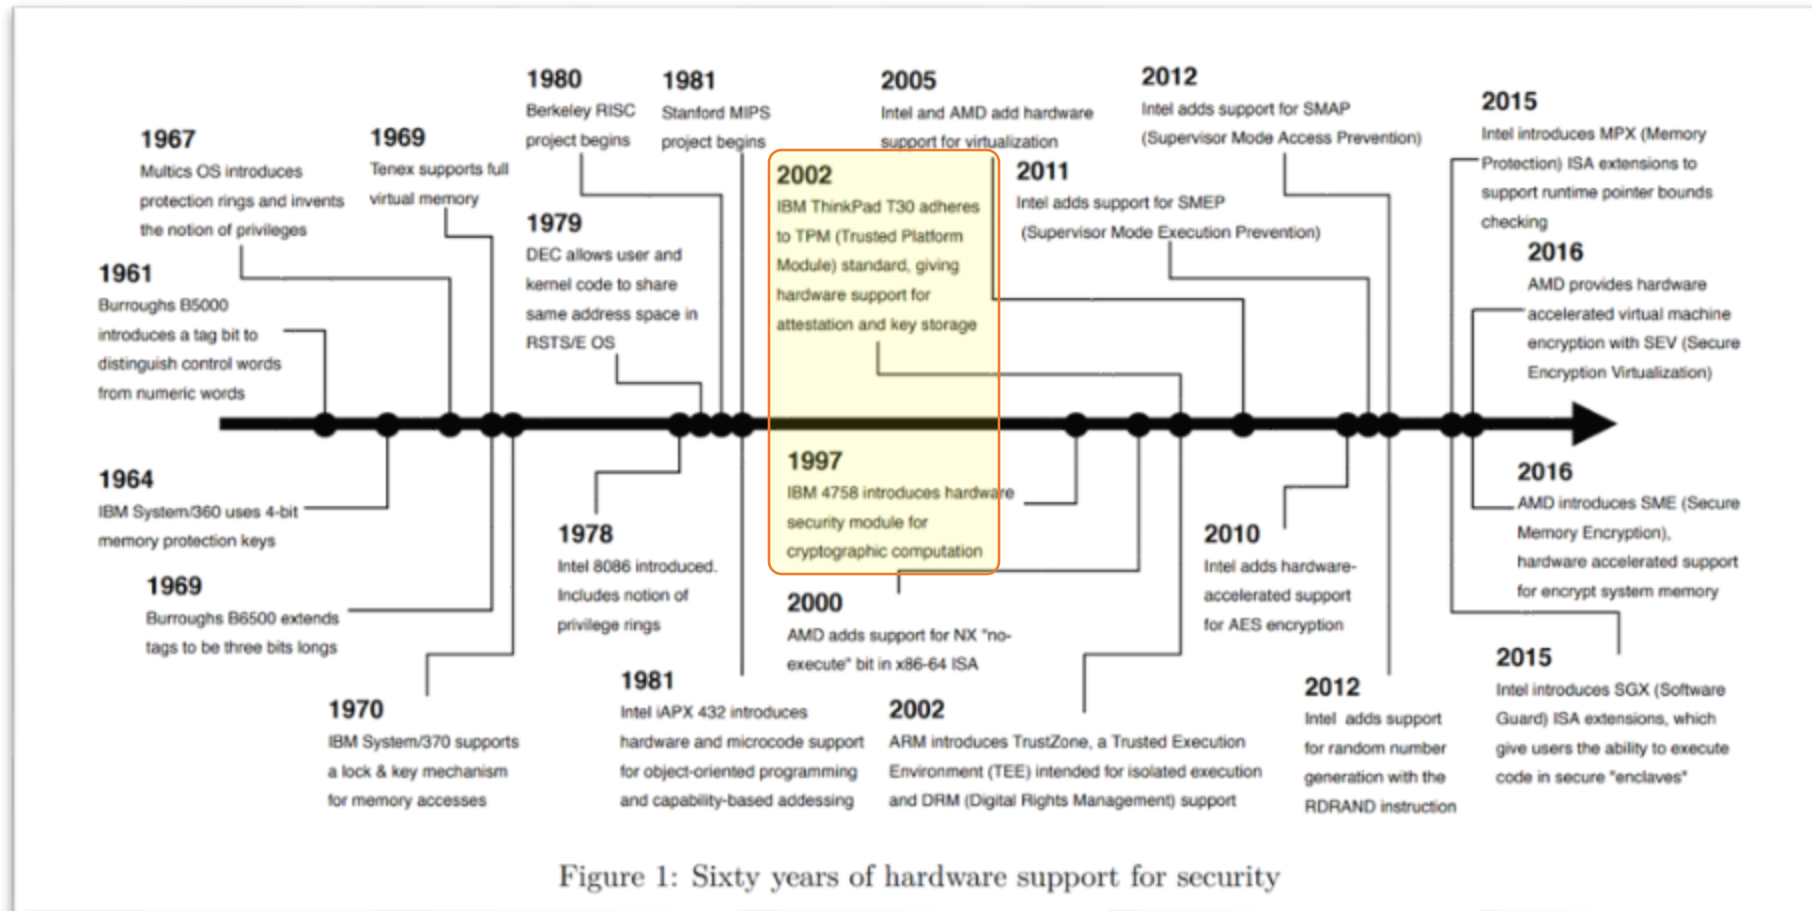 1980
Berkeley RISC
project begins
1981
Stanford MIPS
project begins
2005
Intel and AMD add hardware
support for virtualization
2012
Intel adds support for SMAP
(Supervisor Mode Access Prevention)
2015
Intel introduces MPX (Memory
Protection) ISA extensions to
support runtime pointer bounds
checking
1967
Multics OS introduces
protection rings and invents
the notion of privileges
1969
Tenex supports full
virtual memory
2002
IBM ThinkPad T30 adheres
to TPM (Trusted Platform
Module) standard, giving
hardware support for
attestation and key storage
2011
Intel adds support for SMEP
(Supervisor Mode Execution Prevention)
1979
DEC allows user and
kernel code to share
same address space in
RSTS/E OS
2016
AMD provides hardware
accelerated virtual machine
encryption with SEV (Secure
Encryption Virtualization)
1961
Burroughs B5000
introduces a tag bit to
distinguish control words
from numeric words
1964
IBM System/360 uses 4-bit
memory protection keys
1997
IBM 4758 introduces hardware
security module for
cryptographic computation
2016
AMD introduces SME (Secure
Memory Encryption),
hardware accelerated support
for encrypt system memory
1978
Intel 8086 introduced.
Includes notion of
privilege rings
2010
Intel adds hardware-
accelerated support
for AES encryption
1969
Burroughs B6500 extends
tags to be three bits longs
2000
AMD adds support for NX "no-
execute" bit in x86-64 ISA
2015
Intel introduces SGX (Software
Guard) ISA extensions, which
give users the ability to execute
code in secure "enclaves"
1981
Intel iAPX 432 introduces
hardware and microcode support
for object-oriented programming
and capability-based addessing
2012
Intel adds support
for random number
generation with the
RDRAND instruction
1970
IBM System/370 supports
a lock & key mechanism
for memory accesses
2002
ARM introduces TrustZone, a Trusted Execution
Environment (TEE) intended for isolated execution
and DRM (Digital Rights Management) support
Figure 1: Sixty years of hardware support for security